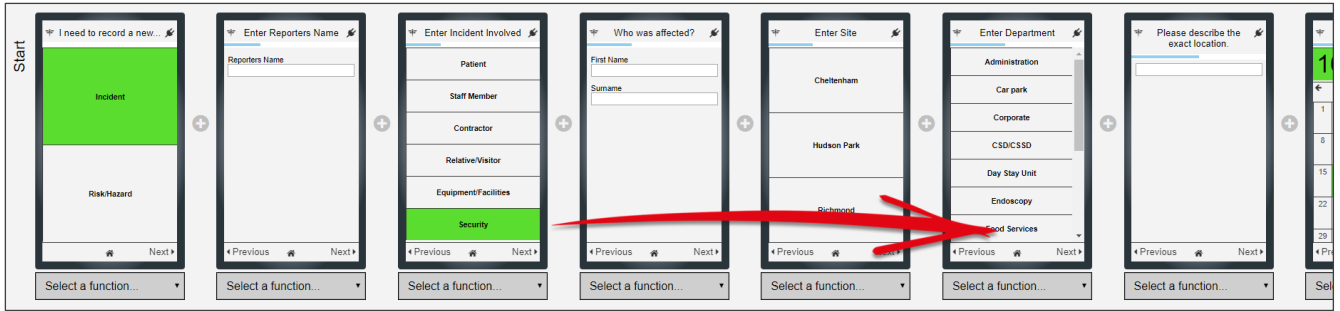 Start
I need to record a new...
Incident
Risk/Hazard
Next
Select a function...
Enter Reporters Name
Reporters Name
Previous
Next
Select a function...
Enter Incident Involved
Patient
Staff Member
Contractor
Relative/Visitor
Equipment/Facilities
Security
Previous
Next
Select a function...
Who was affected?
First Name
Surname
Previous
Next
Select a function...
Enter Site
Cheltenham
Hudson Park
Richmond
Previous
Next
Select a function...
Enter Department
Administration
Car park
Corporate
CSD/CSSD
Day Stay Unit
Endoscopy
Food Services
Previous
Next
Select a function...
Please describe the
exact location.
Previous
Next
Select a function...
1
8
15
22
29